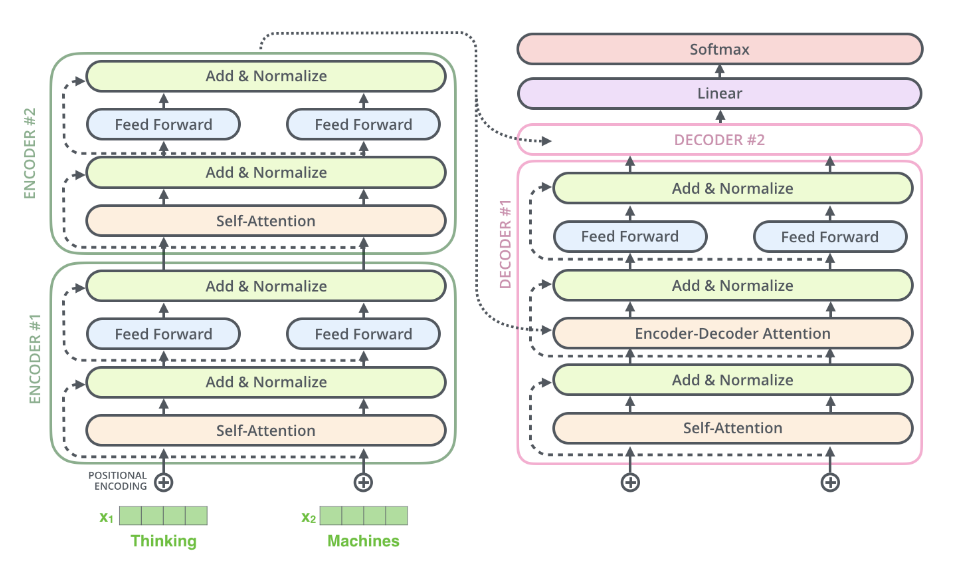 ENCODER #2
Add & Normalize
Feed Forward
Feed Forward
Add & Normalize
Self-Attention
ENCODER #1
Add & Normalize
Feed Forward
Feed Forward
Add & Normalize
Self-Attention
POSITIONAL
ENCODING
x₁
x₂
Thinking
Machines
Softmax
Linear
DECODER #2
DECODER #1
Add & Normalize
Feed Forward
Feed Forward
Add & Normalize
Encoder-Decoder Attention
Add & Normalize
Self-Attention